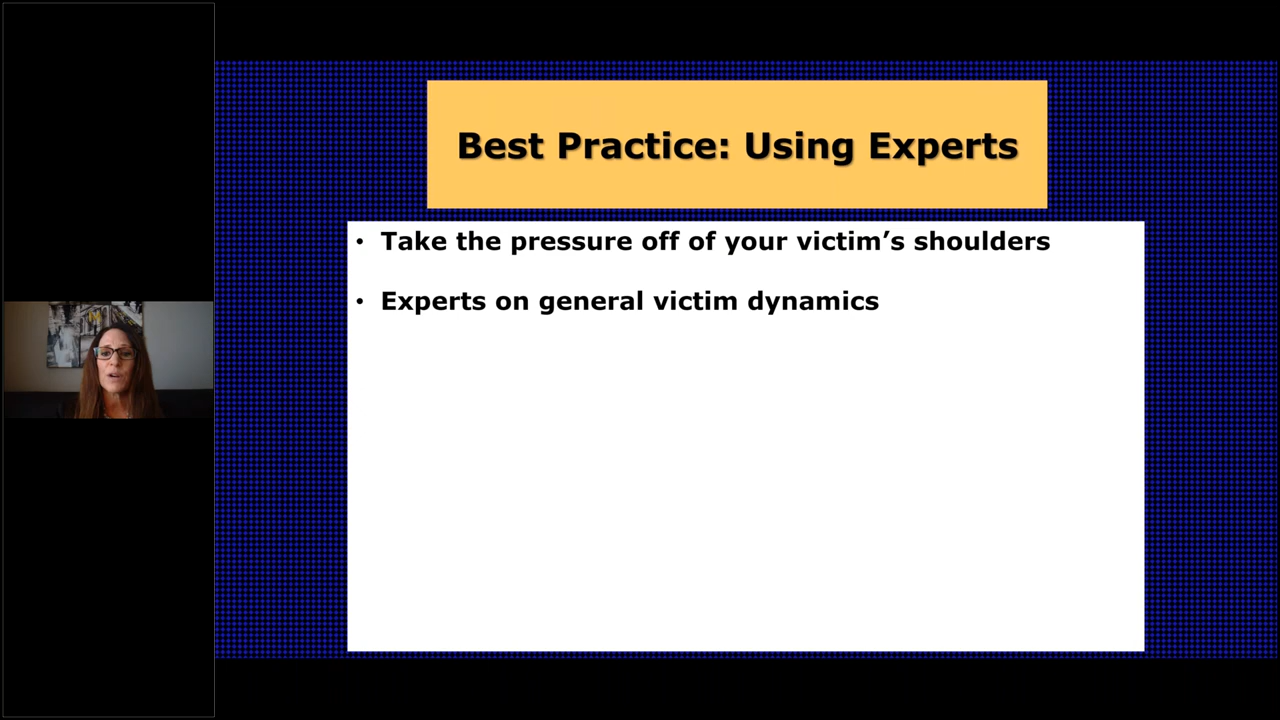 Best Practice: Using Experts
• Take the pressure off of your victim’s shoulders
• Experts on general victim dynamics